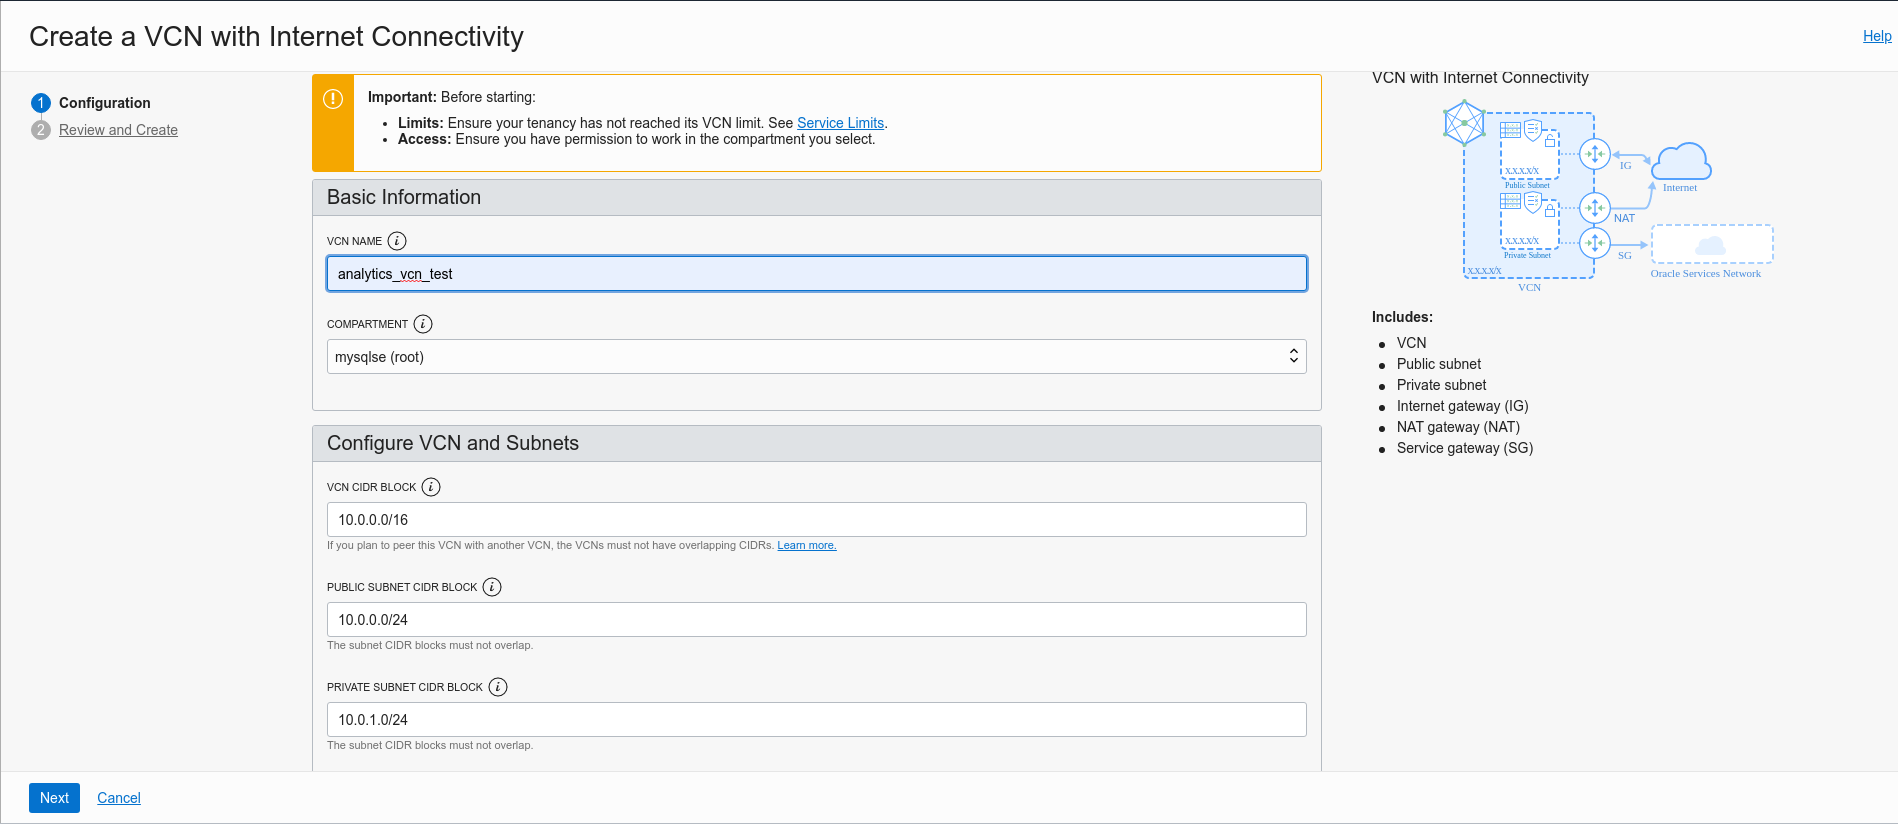 Create a VCN with Internet Connectivity
Help
1 Configuration
2 Review and Create
Important: Before starting:
• Limits: Ensure your tenancy has not reached its VCN limit. See Service Limits.
• Access: Ensure you have permission to work in the compartment you select.
Basic Information
VCN NAME i
analytics_vcn_test
COMPARTMENT i
mysqlse (root)
Configure VCN and Subnets
VCN CIDR BLOCK i
10.0.0.0/16
If you plan to peer this VCN with another VCN, the VCNs must not have overlapping CIDRs. Learn more.
PUBLIC SUBNET CIDR BLOCK i
10.0.0.0/24
The subnet CIDR blocks must not overlap.
PRIVATE SUBNET CIDR BLOCK i
10.0.1.0/24
The subnet CIDR blocks must not overlap.
VCN with Internet Connectivity
X.X.X.X/X
Public Subnet
IG
Internet
NAT
X.X.X.X/X
Private Subnet
SG
X.X.X.X/X
Oracle Services Network
VCN
Includes:
• VCN
• Public subnet
• Private subnet
• Internet gateway (IG)
• NAT gateway (NAT)
• Service gateway (SG)
Next
Cancel